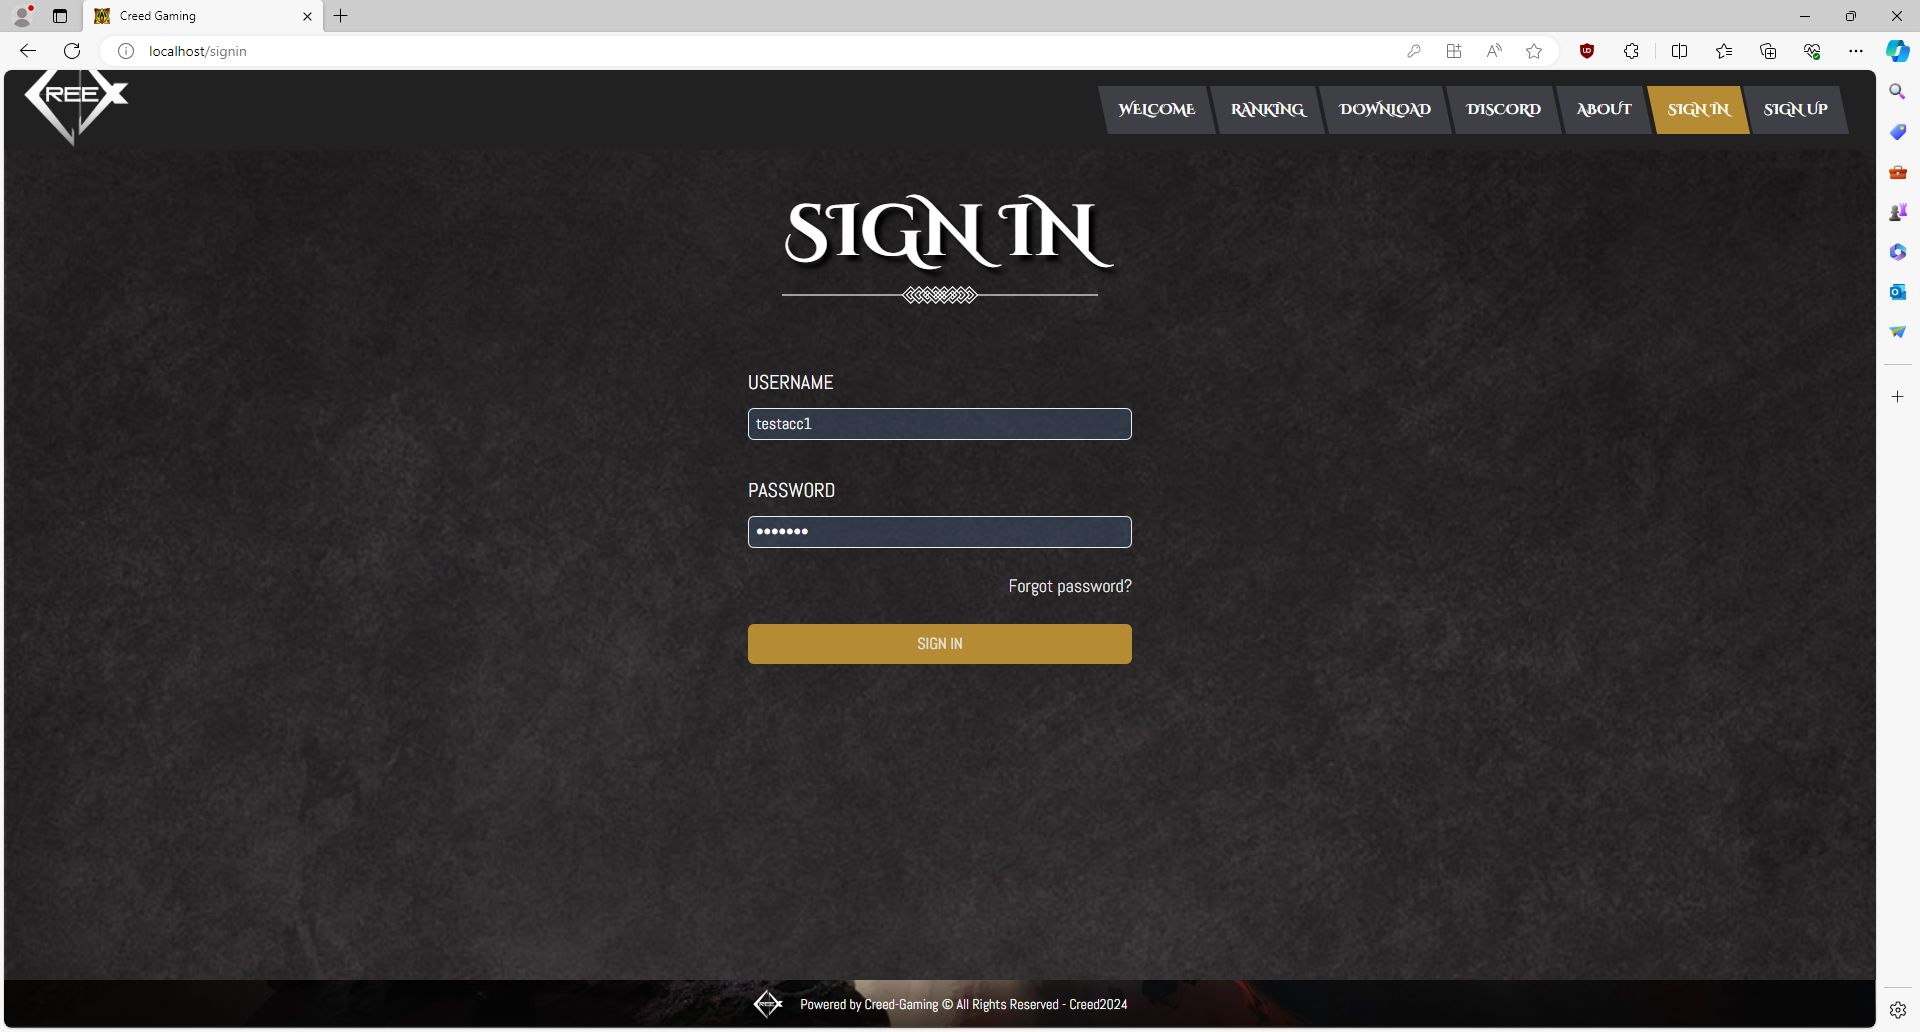 Creed Gaming
localhost/signin
CREEX
WELCOME RANKING DOWNLOAD DISCORD ABOUT SIGN IN SIGN UP
SIGN IN
USERNAME
testacc1
PASSWORD
•••••••
Forgot password?
SIGN IN
Powered by Creed-Gaming © All Rights Reserved - Creed2024